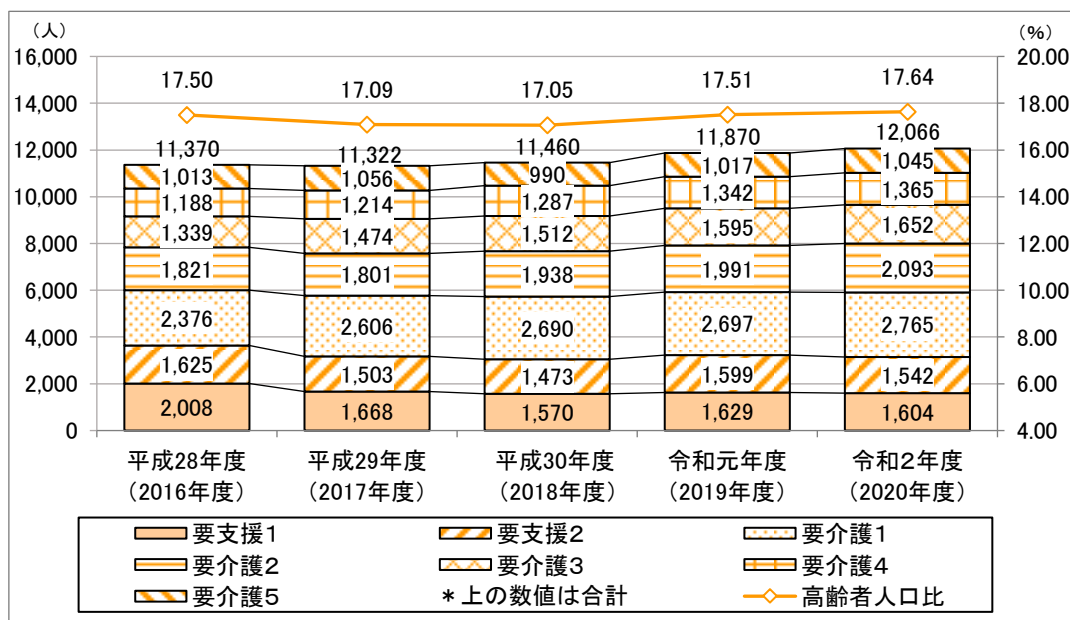 （人）
（%）
16,000
14,000
12,000
10,000
8,000
6,000
4,000
2,000
0
20.00
18.00
16.00
14.00
12.00
10.00
8.00
6.00
4.00
17.50 17.09 17.05 17.51 17.64
11,370 11,322 11,460 11,870 12,066
1,013 1,056 990 1,017 1,045
1,188 1,214 1,287 1,342 1,365
1,339 1,474 1,512 1,595 1,652
1,821 1,801 1,938 1,991 2,093
2,376 2,606 2,690 2,697 2,765
1,625 1,503 1,473 1,599 1,542
2,008 1,668 1,570 1,629 1,604
平成28年度 平成29年度 平成30年度 令和元年度 令和２年度
（2016年度） （2017年度） （2018年度） （2019年度） （2020年度）
要支援1 要支援2 要介護1
要介護2 要介護3 要介護4
要介護5 ＊上の数値は合計 高齢者人口比